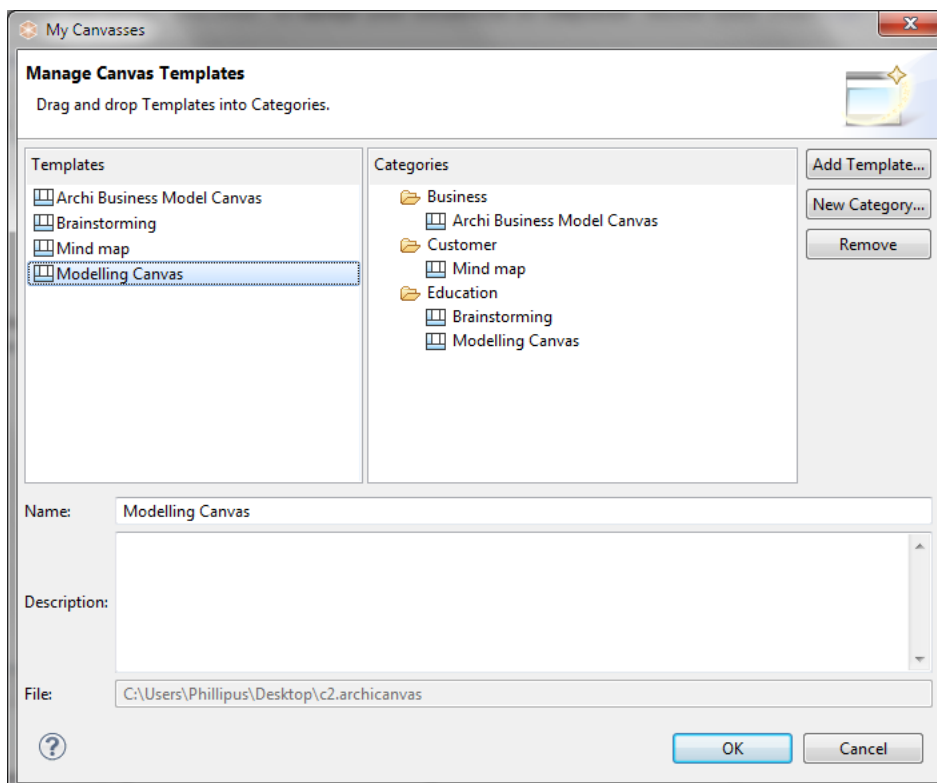 My Canvasses
Manage Canvas Templates
Drag and drop Templates into Categories.
Templates
Archi Business Model Canvas
Brainstorming
Mind map
Modelling Canvas
Categories
Business
Archi Business Model Canvas
Customer
Mind map
Education
Brainstorming
Modelling Canvas
Add Template...
New Category...
Remove
Name: Modelling Canvas
Description:
File: C:\Users\Phillipus\Desktop\c2.archicanvas
?
OK Cancel